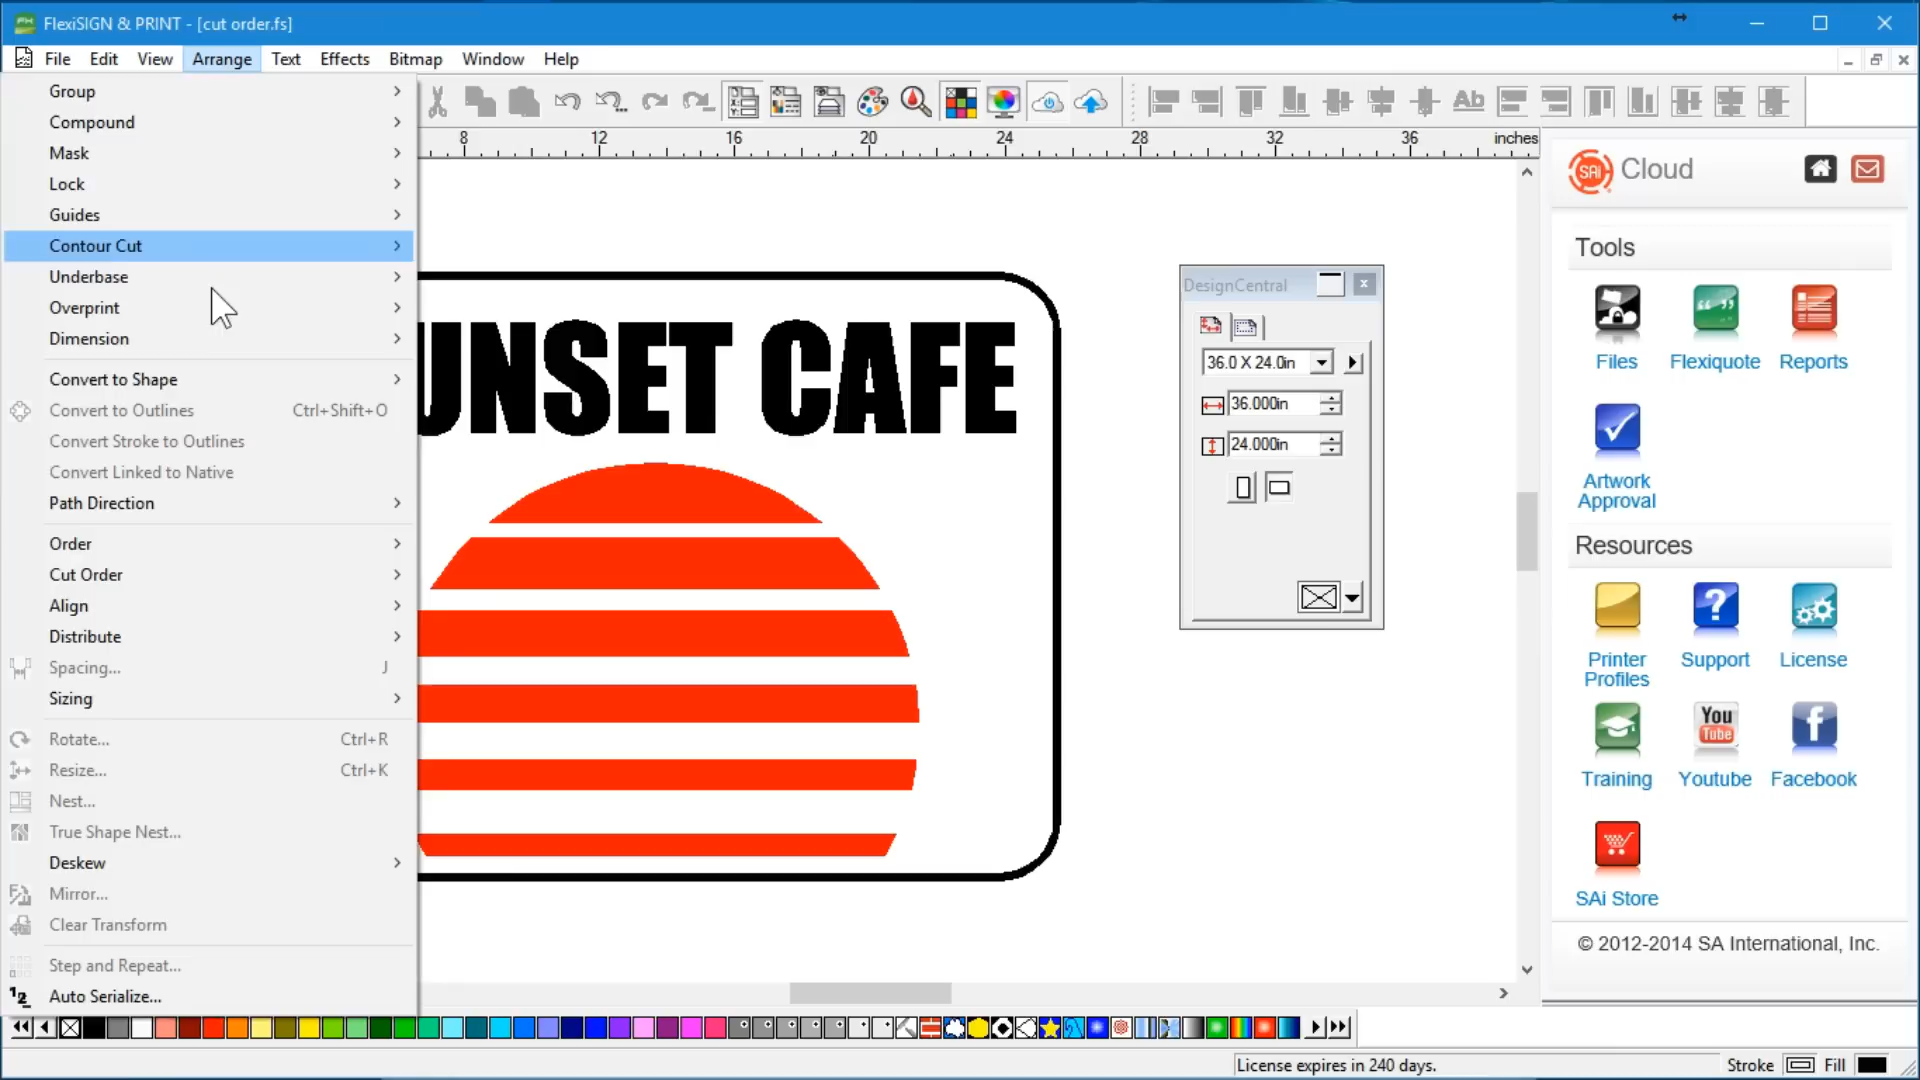 FlexiSIGN & PRINT - [cut order.fs]
File Edit View Arrange Text Effects Bitmap Window Help
Group
Compound
Mask
Lock
Guides
Contour Cut
Underbase
Overprint
Dimension
Convert to Shape
Convert to Outlines Ctrl+Shift+O
Convert Stroke to Outlines
Convert Linked to Native
Path Direction
Order
Cut Order
Align
Distribute
Spacing... J
Sizing
Rotate... Ctrl+R
Resize... Ctrl+K
Nest...
True Shape Nest...
Deskew
Mirror...
Clear Transform
Step and Repeat...
Auto Serialize...
Ab
8 12 16 20 24 28 32 36 inches
UNSET CAFE
DesignCentral
36.0 X 24.0in
36.000in
24.000in
SAi Cloud
Tools
Files Flexiquote Reports
Artwork
Approval
Resources
Printer
Profiles
Support License
You
Tube
Training Youtube Facebook
SAi Store
© 2012-2014 SA International, Inc.
License expires in 240 days.
Stroke Fill